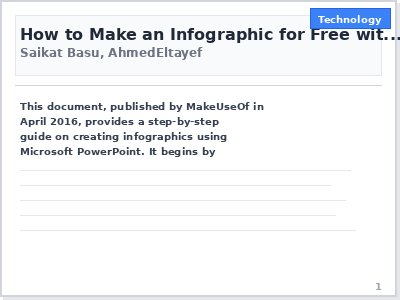 Technology
How to Make an Infographic for Free wit...
Saikat Basu, AhmedEltayef
This document, published by MakeUseOf in
April 2016, provides a step-by-step
guide on creating infographics using
Microsoft PowerPoint. It begins by
1